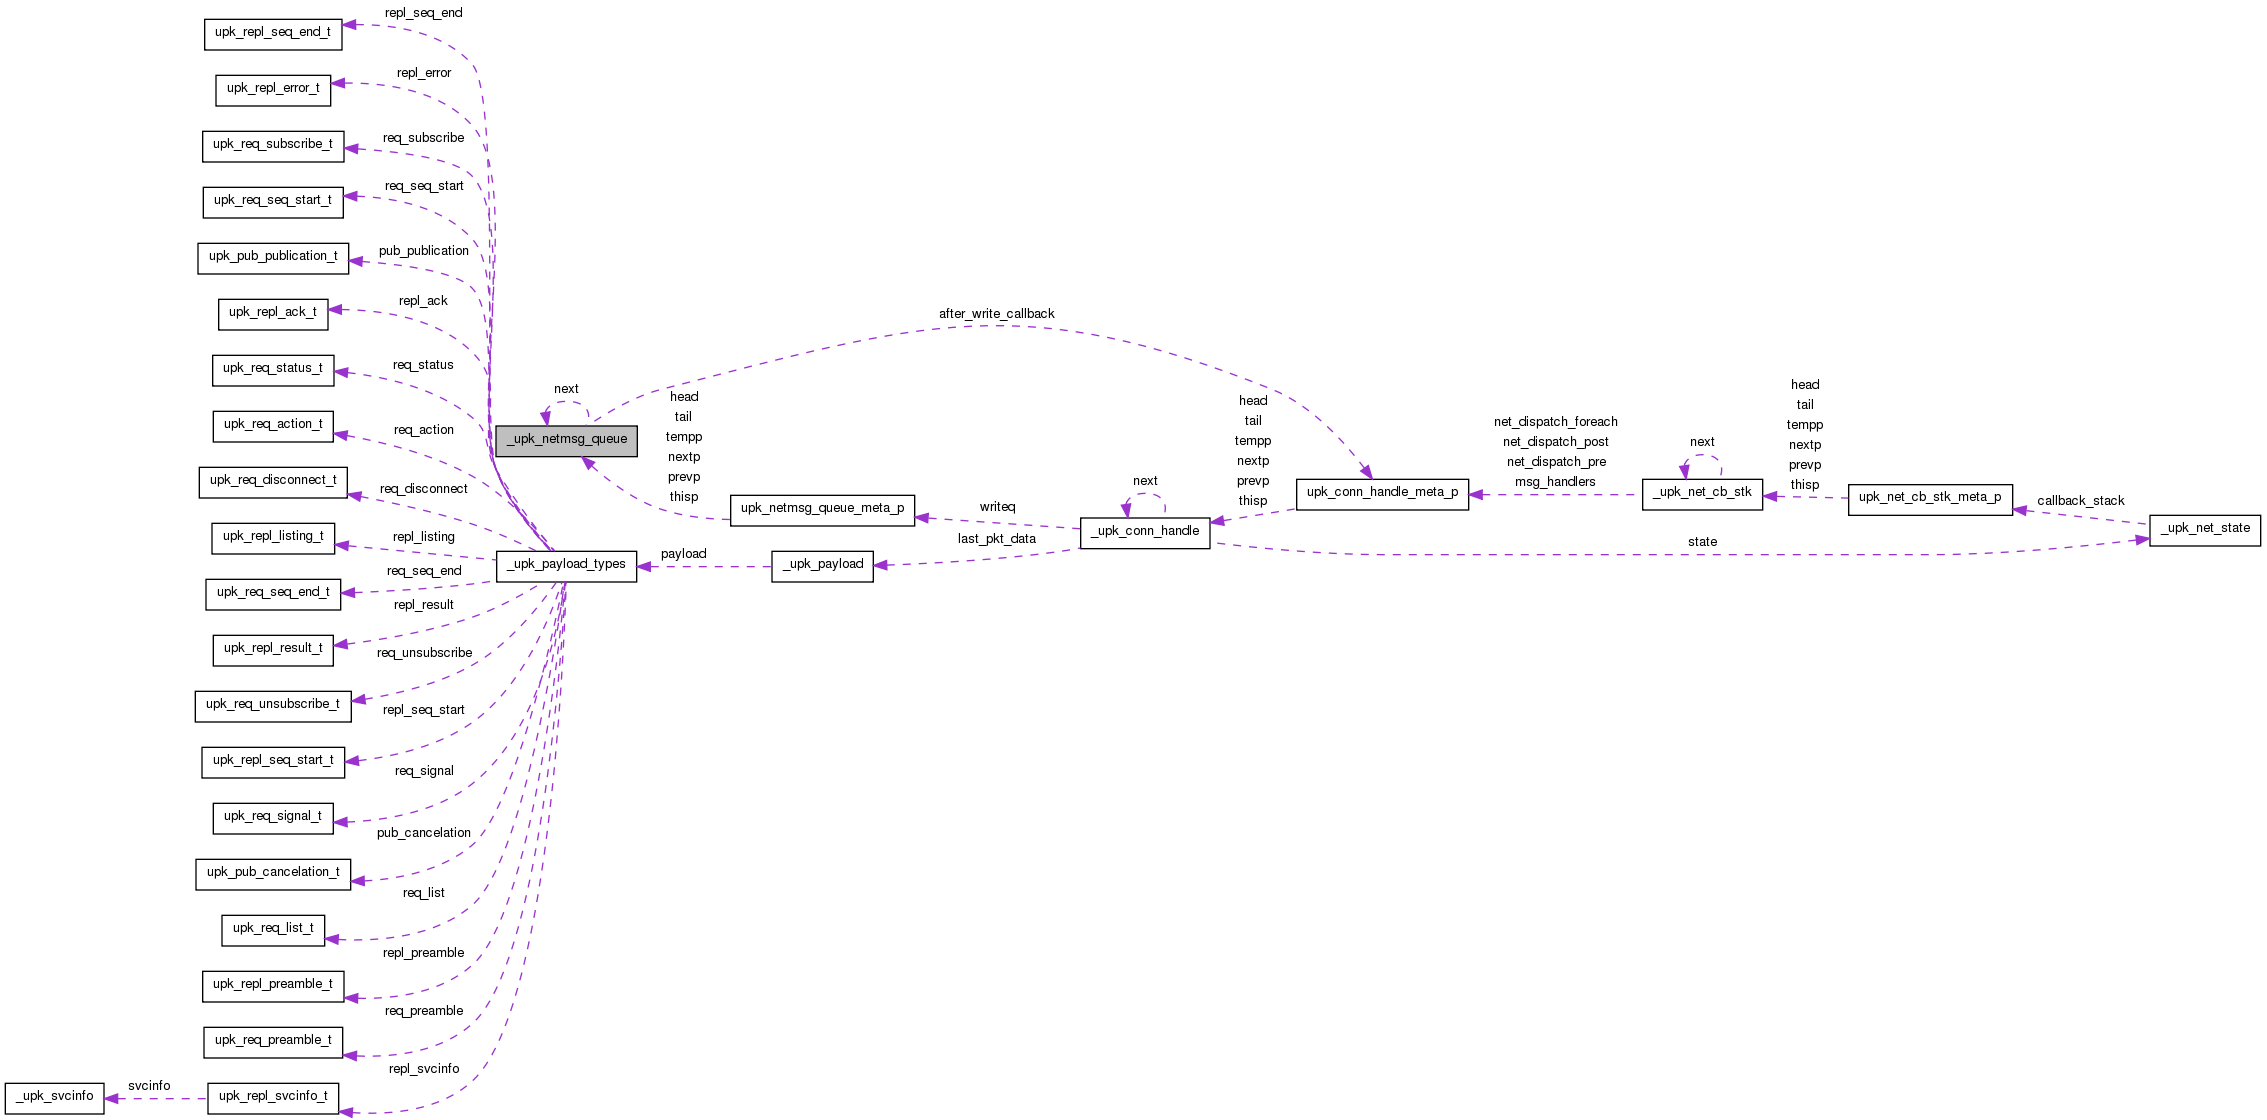 repl_seq_end
upk_repl_seq_end_t
repl_error
upk_repl_error_t
req_subscribe
upk_req_subscribe_t
req_seq_start
upk_req_seq_start_t
pub_publication
upk_pub_publication_t
repl_ack
upk_repl_ack_t
req_status
upk_req_status_t
req_action
upk_req_action_t
req_disconnect
upk_req_disconnect_t
repl_listing
upk_repl_listing_t
req_seq_end
upk_req_seq_end_t
repl_result
upk_repl_result_t
req_unsubscribe
upk_req_unsubscribe_t
repl_seq_start
upk_repl_seq_start_t
req_signal
upk_req_signal_t
pub_cancelation
upk_pub_cancelation_t
req_list
upk_req_list_t
repl_preamble
upk_repl_preamble_t
req_preamble
upk_req_preamble_t
repl_svcinfo
upk_repl_svcinfo_t
svcinfo
_upk_svcinfo
next
_upk_netmsg_queue
_upk_payload_types
head
tail
tempp
nextp
prevp
thisp
payload
upk_netmsg_queue_meta_p
_upk_payload
after_write_callback
writeq
last_pkt_data
next
_upk_conn_handle
head
tail
tempp
nextp
prevp
thisp
upk_conn_handle_meta_p
net_dispatch_foreach
net_dispatch_post
net_dispatch_pre
msg_handlers
state
next
_upk_net_cb_stk
head
tail
tempp
nextp
prevp
thisp
upk_net_cb_stk_meta_p
callback_stack
_upk_net_state